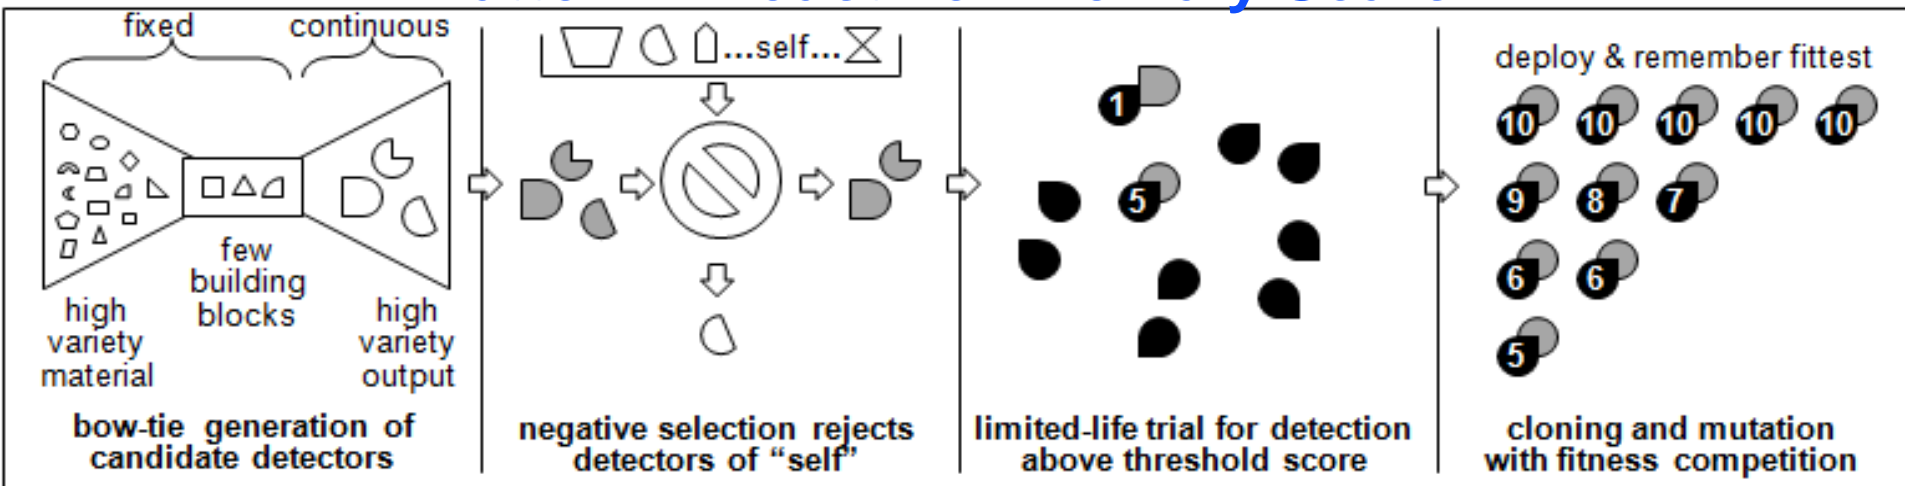 fixed
continuous
few
building
blocks
high
variety
material
high
variety
output
bow-tie generation of
candidate detectors
...self...
negative selection rejects
detectors of “self”
1
5
limited-life trial for detection
above threshold score
deploy & remember fittest
10 10 10 10 10
9 8 7
6 6
5
cloning and mutation
with fitness competition